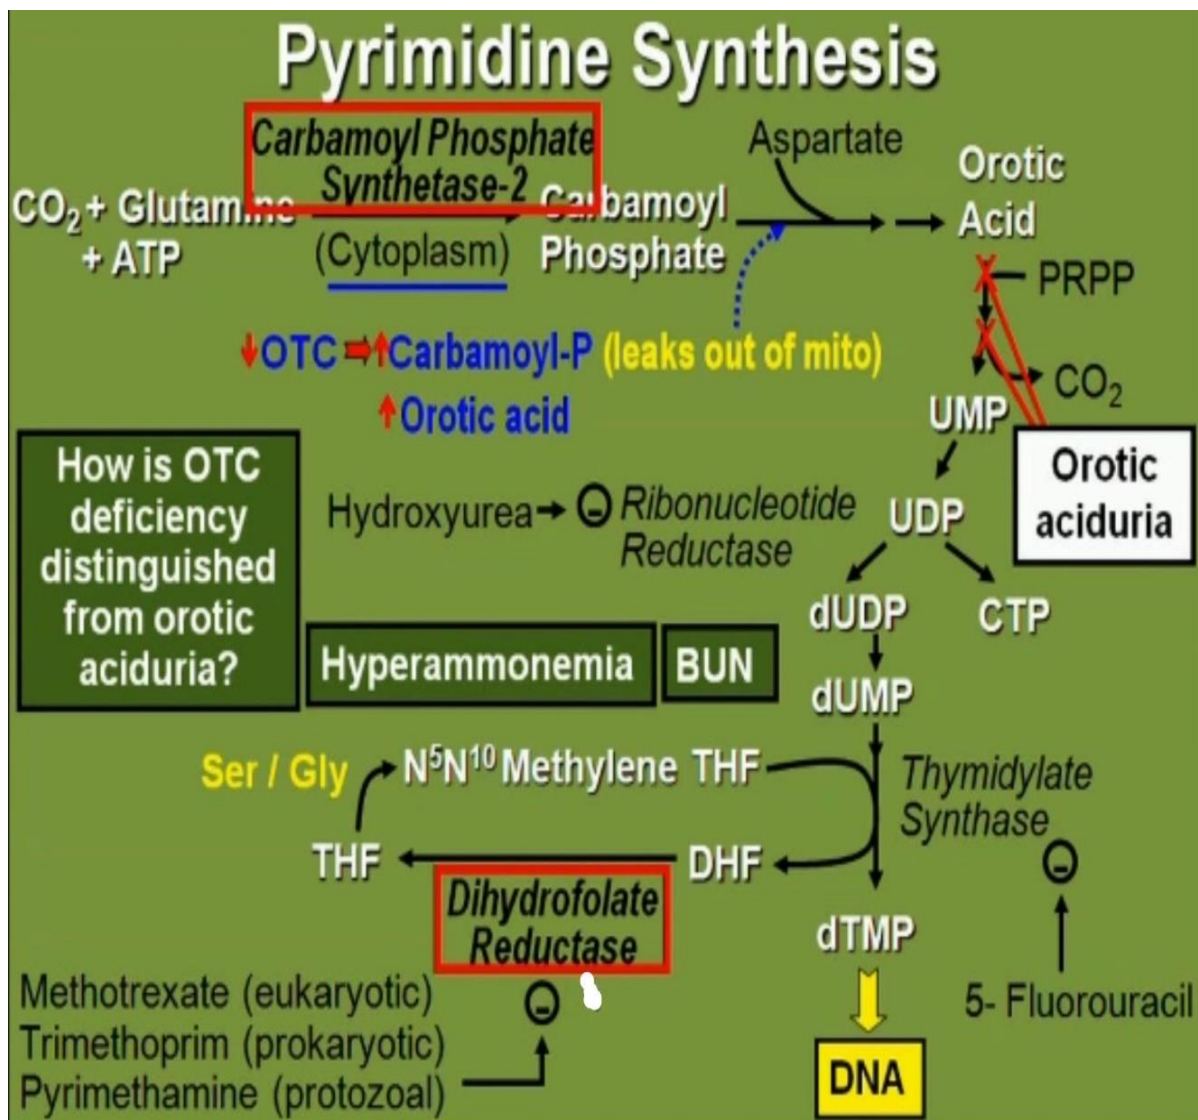 Pyrimidine Synthesis
Carbamoyl Phosphate
Synthetase-2
CO₂ + Glutamine
+ ATP
(Cytoplasm)
Carbamoyl
Phosphate
Aspartate
Orotic
Acid
PRPP
CO₂
UMP
↓OTC ➡ ↑Carbamoyl-P (leaks out of mito)
↑Orotic acid
Orotic
aciduria
How is OTC
deficiency
distinguished
from orotic
aciduria?
Hydroxyurea → ⊖ Ribonucleotide
Reductase
UDP
dUDP
CTP
Hyperammonemia
BUN
dUMP
Ser / Gly
N⁵N¹⁰ Methylene THF
Thymidylate
Synthase
⊖
THF
DHF
Dihydrofolate
Reductase
dTMP
Methotrexate (eukaryotic)
Trimethoprim (prokaryotic)
Pyrimethamine (protozoal)
⊖
5- Fluorouracil
DNA